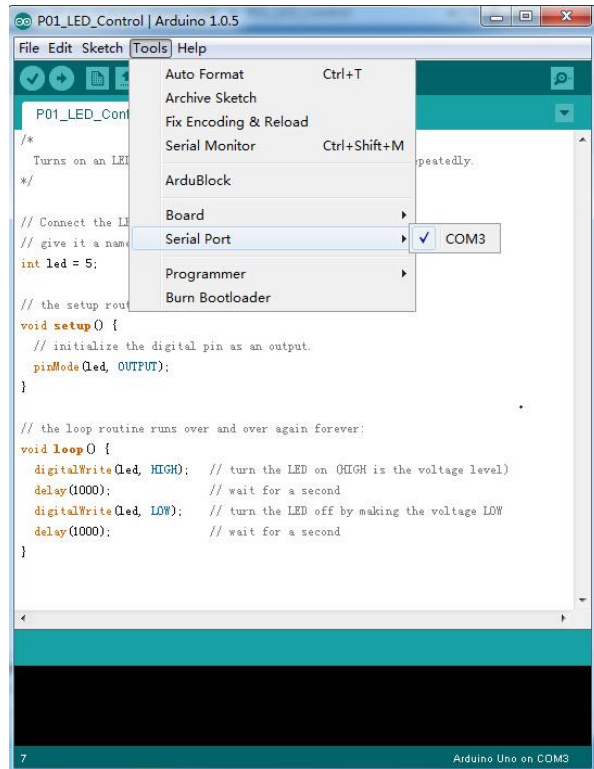 P01_LED_Control | Arduino 1.0.5
File Edit Sketch Tools Help
Auto Format Ctrl+T
Archive Sketch
Fix Encoding & Reload
Serial Monitor Ctrl+Shift+M
ArduBlock
Board
Serial Port
COM3
Programmer
Burn Bootloader
P01_LED_Cont
/*
Turns on an LED epeatedly.
*/
// Connect the LE
// give it a name
int led = 5;
// the setup rout
void setup() {
// initialize the digital pin as an output.
pinMode(led, OUTPUT);
}
// the loop routine runs over and over again forever:
void loop() {
digitalWrite(led, HIGH); // turn the LED on (HIGH is the voltage level)
delay(1000); // wait for a second
digitalWrite(led, LOW); // turn the LED off by making the voltage LOW
delay(1000); // wait for a second
}
7 Arduino Uno on COM3